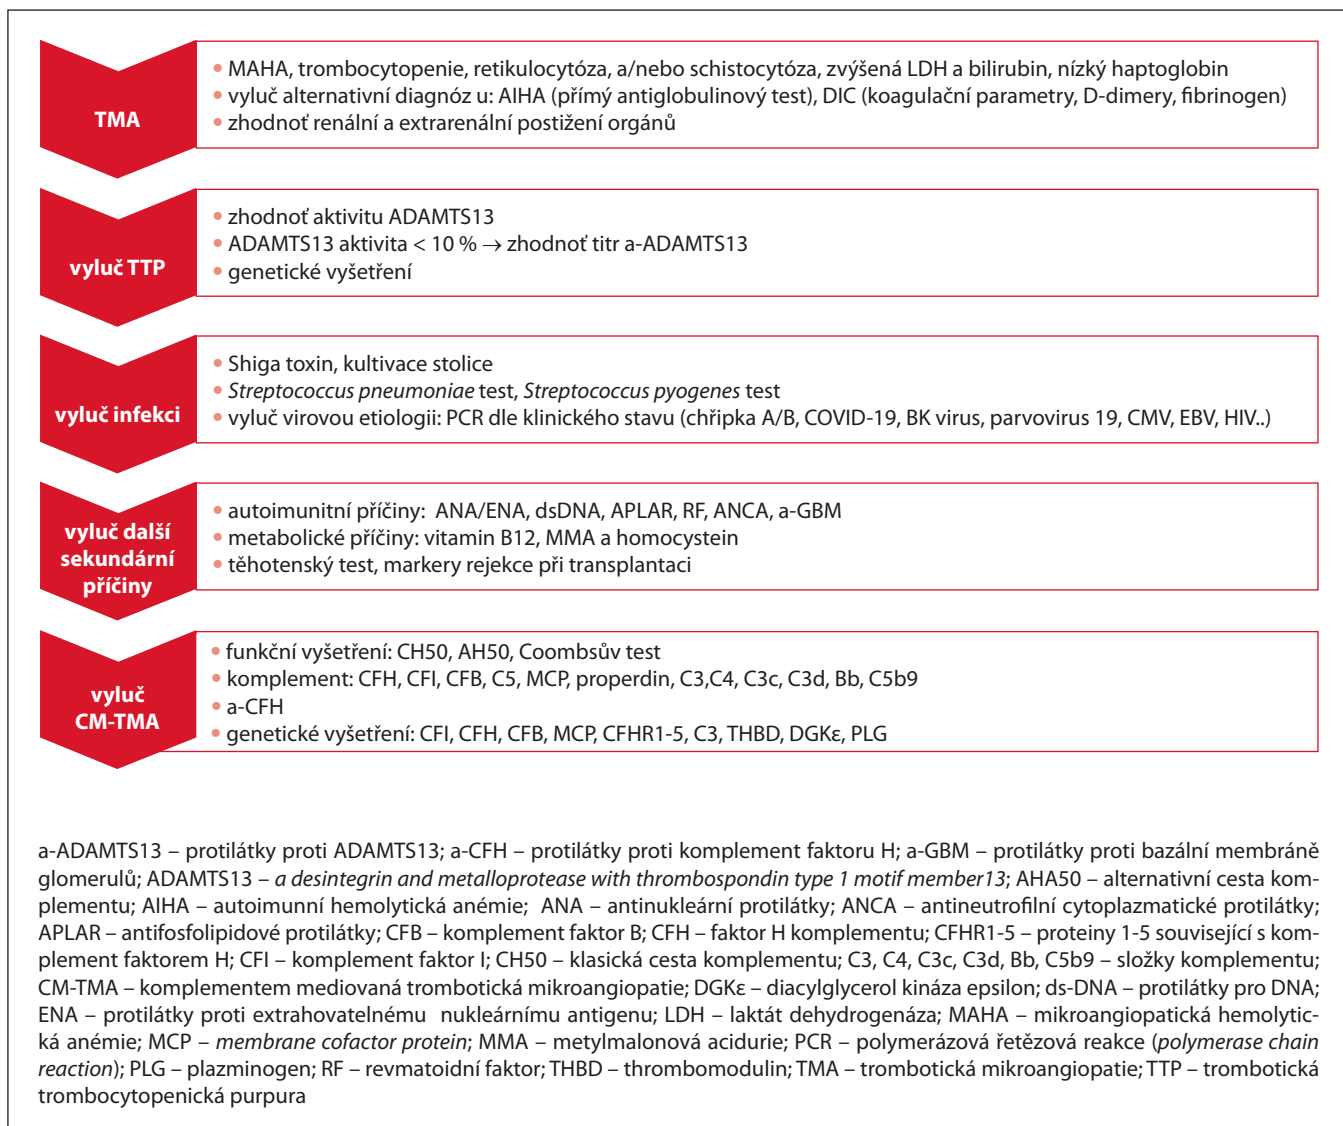 TMA
• MAHA, trombocytopenie, retikulocytóza, a/nebo schistocytóza, zvýšená LDH a bilirubin, nízký haptoglobin
• vyluč alternativní diagnóz u: AIHA (přímý antiglobulinový test), DIC (koagulační parametry, D-dimery, fibrinogen)
• zhodnoť renální a extrarenální postižení orgánů
vyluč TTP
• zhodnoť aktivitu ADAMTS13
• ADAMTS13 aktivita < 10 % → zhodnoť titr a-ADAMTS13
• genetické vyšetření
vyluč infekci
• Shiga toxin, kultivace stolice
• Streptococcus pneumoniae test, Streptococcus pyogenes test
• vyluč virovou etiologii: PCR dle klinického stavu (chřipka A/B, COVID-19, BK virus, parvovirus 19, CMV, EBV, HIV..)
vyluč další
sekundární
příčiny
• autoimunitní příčiny: ANA/ENA, dsDNA, APLAR, RF, ANCA, a-GBM
• metabolické příčiny: vitamin B12, MMA a homocystein
• těhotenský test, markery rejekce při transplantaci
vyluč
CM-TMA
• funkční vyšetření: CH50, AH50, Coombsův test
• komplement: CFH, CFI, CFB, C5, MCP, properdin, C3,C4, C3c, C3d, Bb, C5b9
• a-CFH
• genetické vyšetření: CFI, CFH, CFB, MCP, CFHR1-5, C3, THBD, DGKε, PLG
a-ADAMTS13 – protilátky proti ADAMTS13; a-CFH – protilátky proti komplement faktoru H; a-GBM – protilátky proti bazální membráně
glomerulů; ADAMTS13 – a desintegrin and metalloprotease with thrombospondin type 1 motif member13; AHA50 – alternativní cesta kom-
plementu; AIHA – autoimunní hemolytická anémie; ANA – antinukleární protilátky; ANCA – antineutrofilní cytoplazmatické protilátky;
APLAR – antifosfolipidové protilátky; CFB – komplement faktor B; CFH – faktor H komplementu; CFHR1-5 – proteiny 1-5 související s kom-
plement faktorem H; CFI – komplement faktor I; CH50 – klasická cesta komplementu; C3, C4, C3c, C3d, Bb, C5b9 – složky komplementu;
CM-TMA – komplementem mediovaná trombotická mikroangiopatie; DGKε – diacylglycerol kináza epsilon; ds-DNA – protilátky pro DNA;
ENA – protilátky proti extrahovatelnému nukleárnímu antigenu; LDH – laktát dehydrogenáza; MAHA – mikroangiopatická hemolytic-
ká anémie; MCP – membrane cofactor protein; MMA – metylmalonová acidurie; PCR – polymerázová řetězová reakce (polymerase chain
reaction); PLG – plazminogen; RF – revmatoidní faktor; THBD – thrombomodulin; TMA – trombotická mikroangiopatie; TTP – trombotická
trombocytopenická purpura